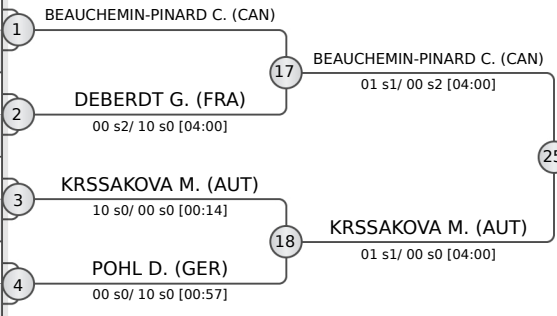 1
BEAUCHEMIN-PINARD C. (CAN)
17
BEAUCHEMIN-PINARD C. (CAN)
01 s1/ 00 s2 [04:00]
2
DEBERDT G. (FRA)
00 s2/ 10 s0 [04:00]
25
3
KRSSAKOVA M. (AUT)
10 s0/ 00 s0 [00:14]
18
KRSSAKOVA M. (AUT)
01 s1/ 00 s0 [04:00]
4
POHL D. (GER)
00 s0/ 10 s0 [00:57]